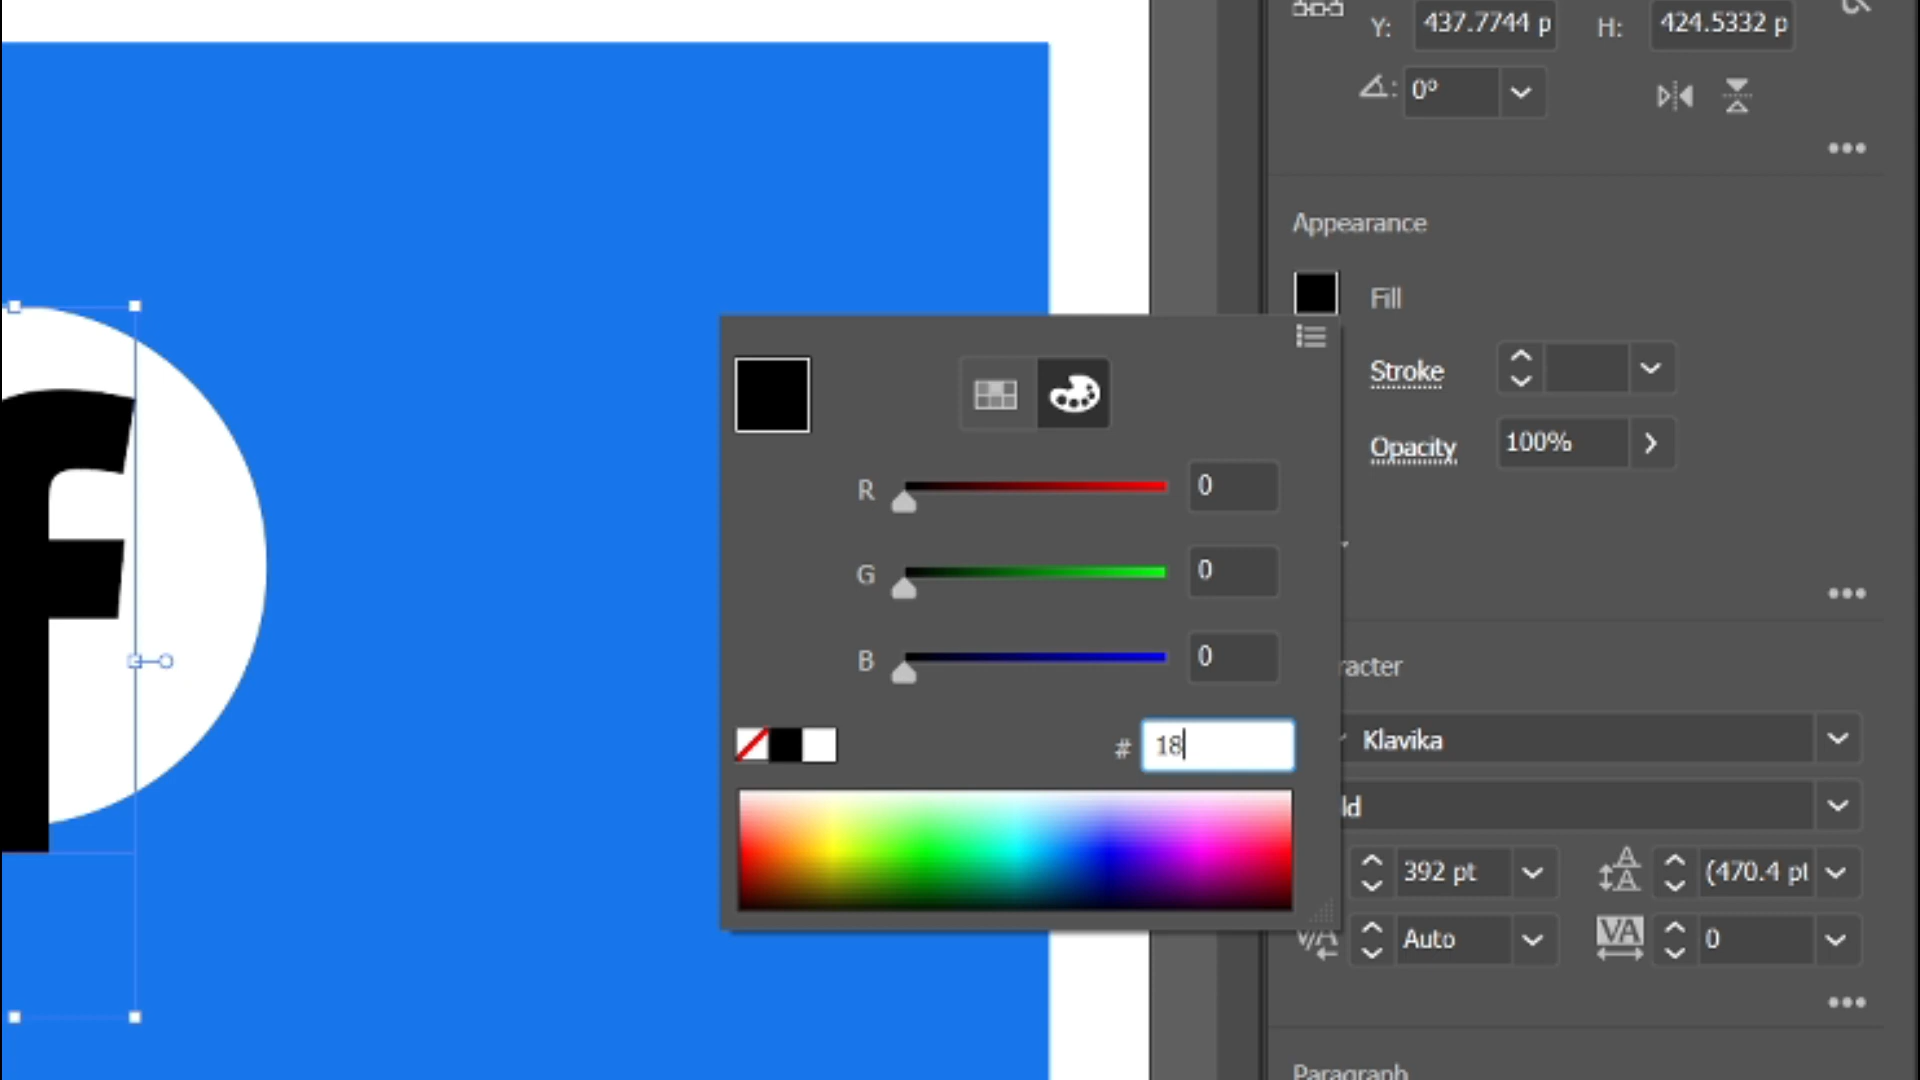 Y: 437.7744 p H: 424.5332 p
0°
Appearance
Fill
Stroke
Opacity 100%
R 0
G 0
B 0
# 18
racter
Klavika
ld
392 pt (470.4 pt
Auto VA 0
Paragraph
f